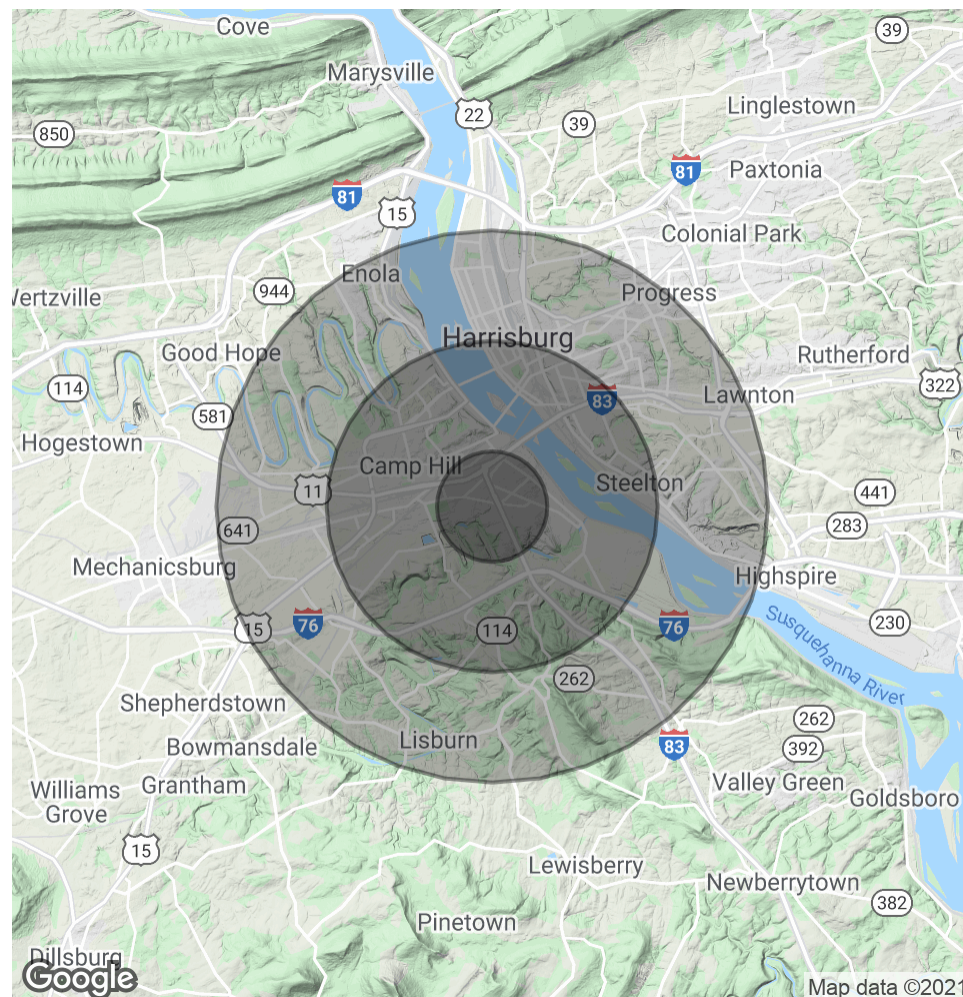 Cove
39
Marysville
Linglestown
22
39
850
Paxtonia
81
81
15
Colonial Park
Enola
944
Progress
Wertzville
Harrisburg
Good Hope
Rutherford
114
322
83
Lawnton
581
Hogestown
Camp Hill
Steelton
11
441
283
641
Mechanicsburg
Highspire
76
76
15
114
230
Susquehanna River
262
Shepherdstown
262
Lisburn
83
392
Bowmansdale
Grantham
Valley Green
Williams
Grove
Goldsboro
15
Lewisberry
Newberrytown
382
Pinetown
Dillsburg
Google
Map data ©2021